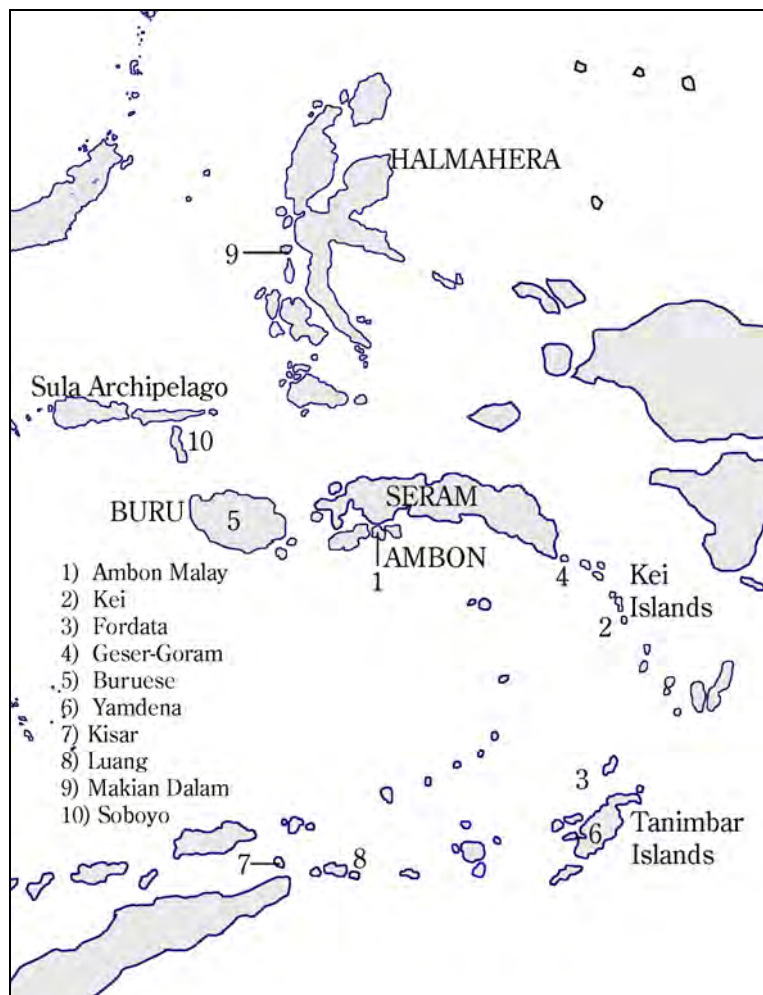 HALMAHERA
9
Sula Archipelago
10
BURU
5
SERAM
AMBON
1
4
Kei
Islands
2
1) Ambon Malay
2) Kei
3) Fordata
4) Geser-Goram
5) Buruese
6) Yamdena
7) Kisar
8) Luang
9) Makian Dalam
10) Soboyo
3
6
Tanimbar
Islands
7
8